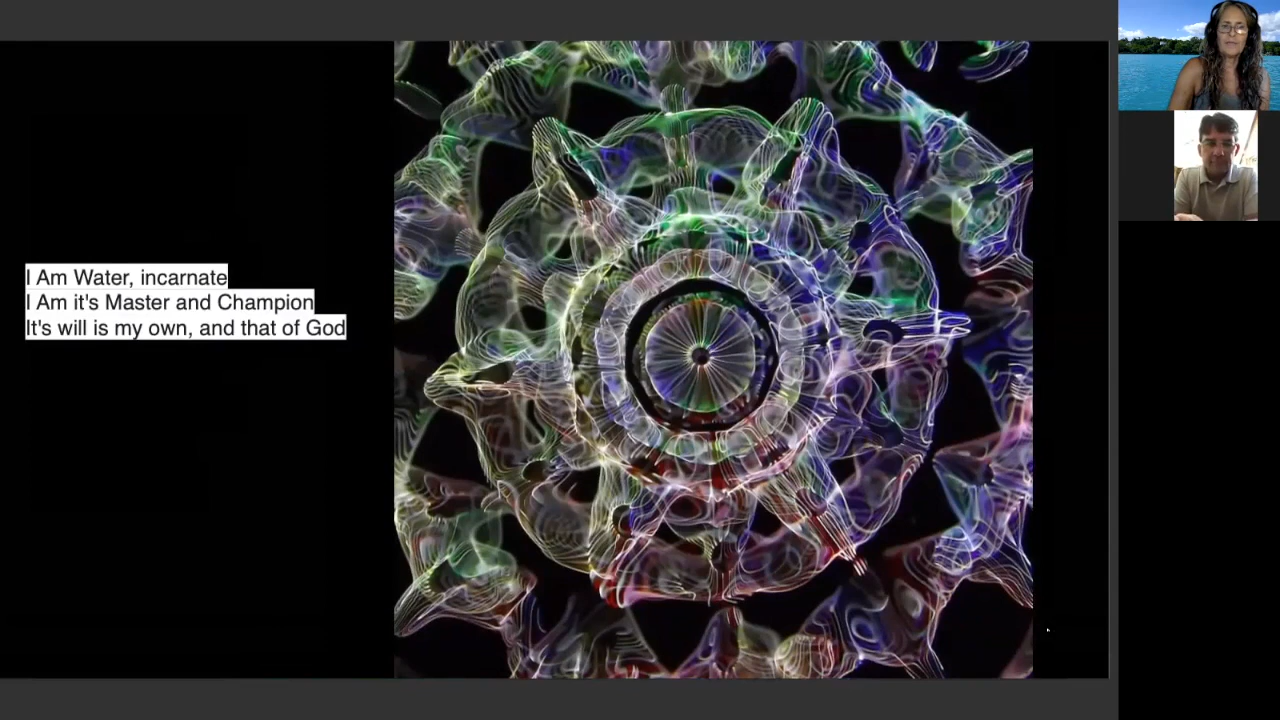 I Am Water, incarnate
I Am it's Master and Champion
It's will is my own, and that of God